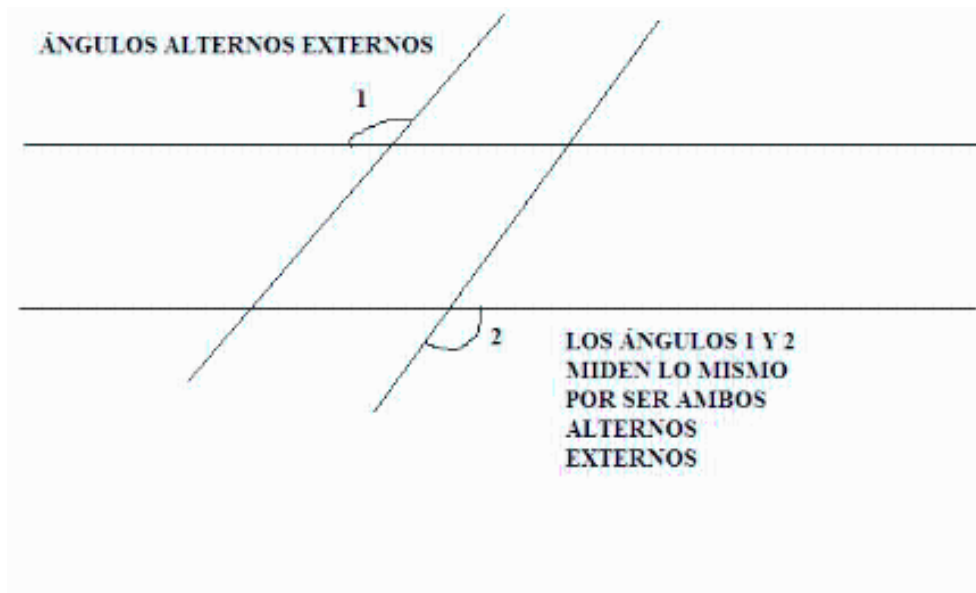 ÁNGULOS ALTERNOS EXTERNOS
1
2
LOS ÁNGULOS 1 Y 2
MIDEN LO MISMO
POR SER AMBOS
ALTERNOS
EXTERNOS